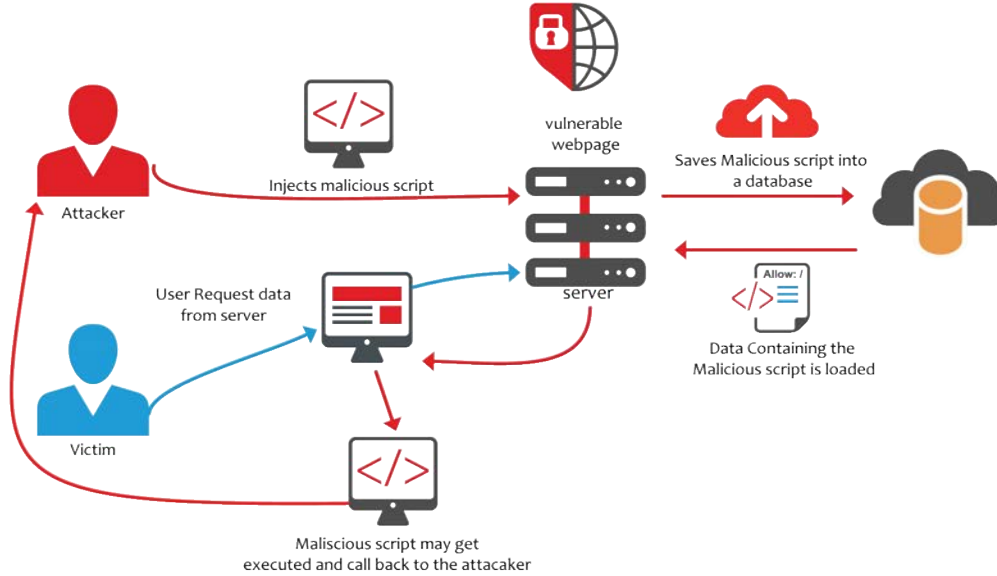 vulnerable
webpage
Saves Malicious script into
a database
</>
Injects malicious script
Attacker
server
User Request data
from server
Allow: /
</>
Data Containing the
Malicious script is loaded
Victim
</>
Maliscious script may get
executed and call back to the attacaker